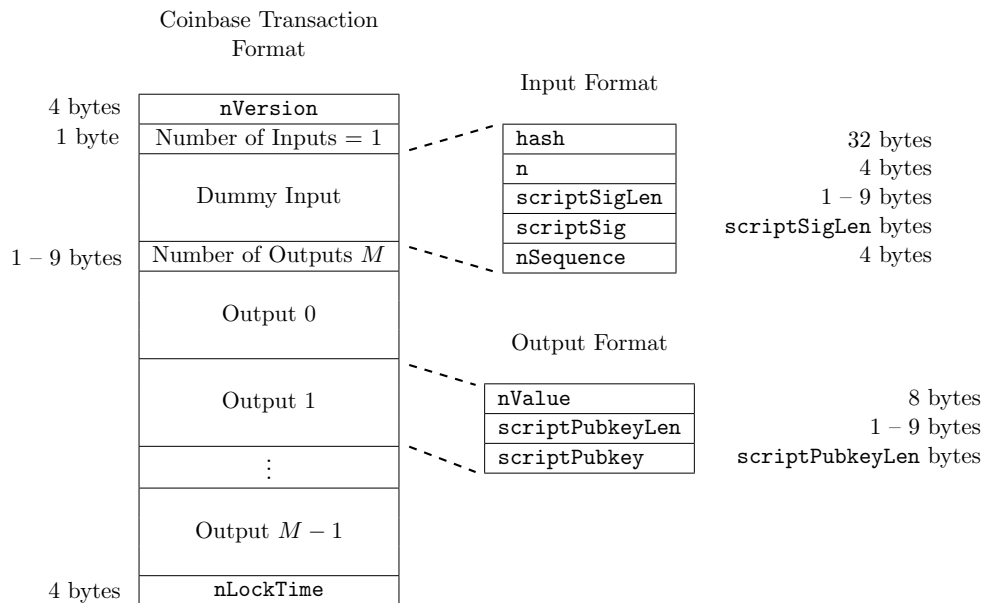 Coinbase Transaction
Format
4 bytes nVersion
1 byte Number of Inputs = 1
Dummy Input
1 – 9 bytes Number of Outputs M
Output 0
Output 1
⋮
Output M − 1
4 bytes nLockTime
Input Format
hash 32 bytes
n 4 bytes
scriptSigLen 1 – 9 bytes
scriptSig scriptSigLen bytes
nSequence 4 bytes
Output Format
nValue 8 bytes
scriptPubkeyLen 1 – 9 bytes
scriptPubkey scriptPubkeyLen bytes